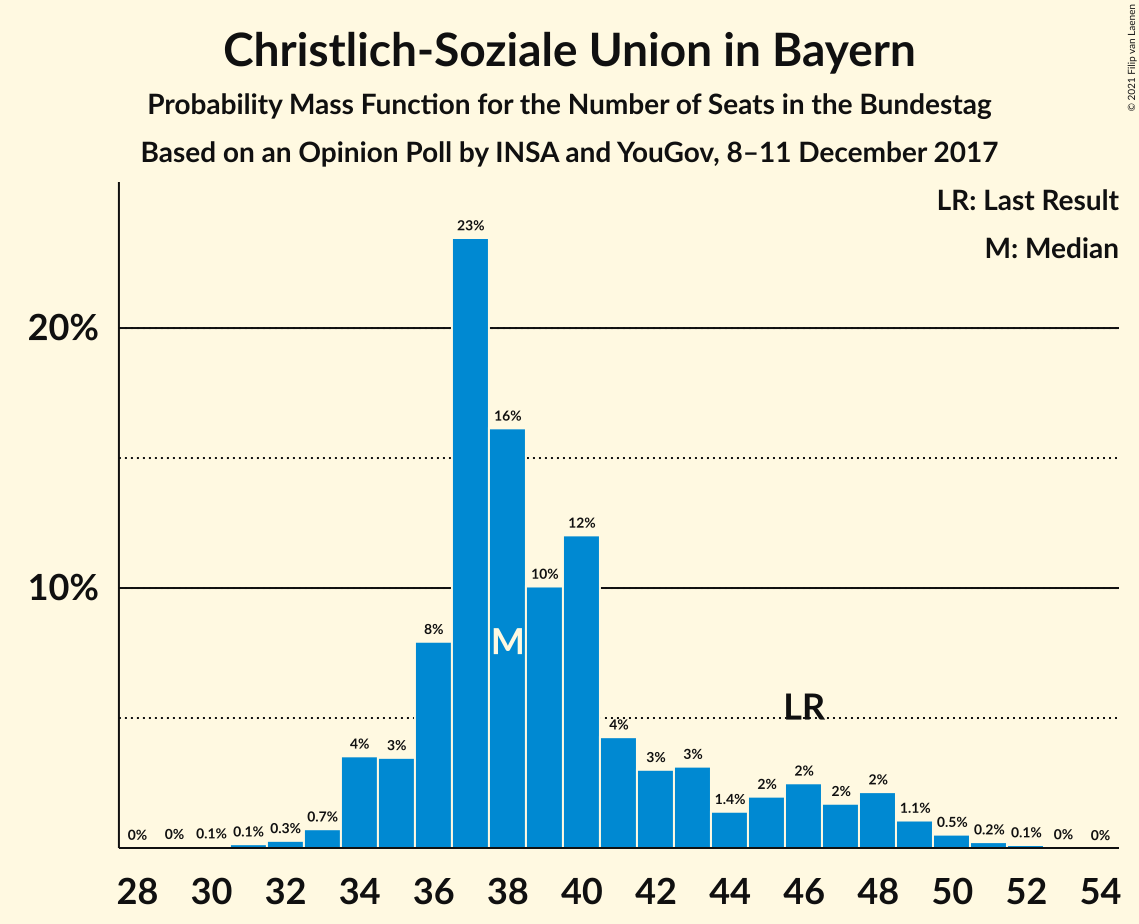 Christlich-Soziale Union in Bayern
Probability Mass Function for the Number of Seats in the Bundestag
Based on an Opinion Poll by INSA and YouGov, 8–11 December 2017
© 2021 Filip van Laenen
LR: Last Result
M: Median
20%
10%
0% 0% 0.1% 0.1% 0.3% 0.7% 4% 3% 8% 23% 16% 10% 12% 4% 3% 3% 1.4% 2% 2% 2% 2% 1.1% 0.5% 0.2% 0.1% 0% 0%
M
LR
28 30 32 34 36 38 40 42 44 46 48 50 52 54